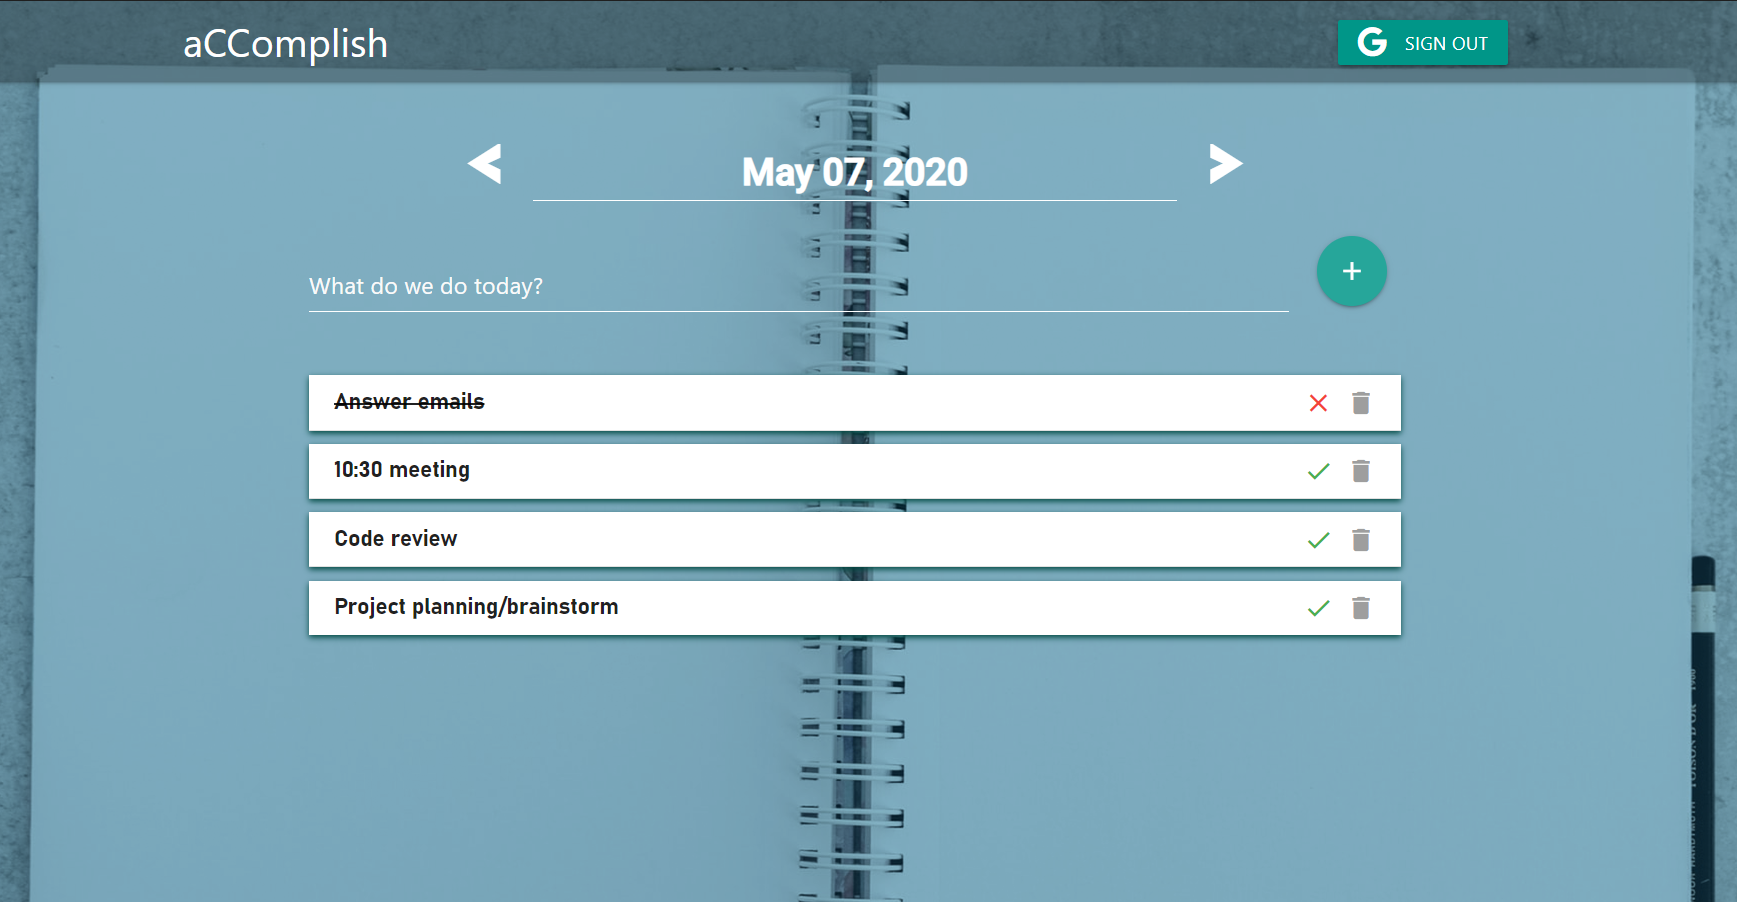 aCComplish
SIGN OUT
May 07, 2020
What do we do today?
Answer emails
10:30 meeting
Code review
Project planning/brainstorm